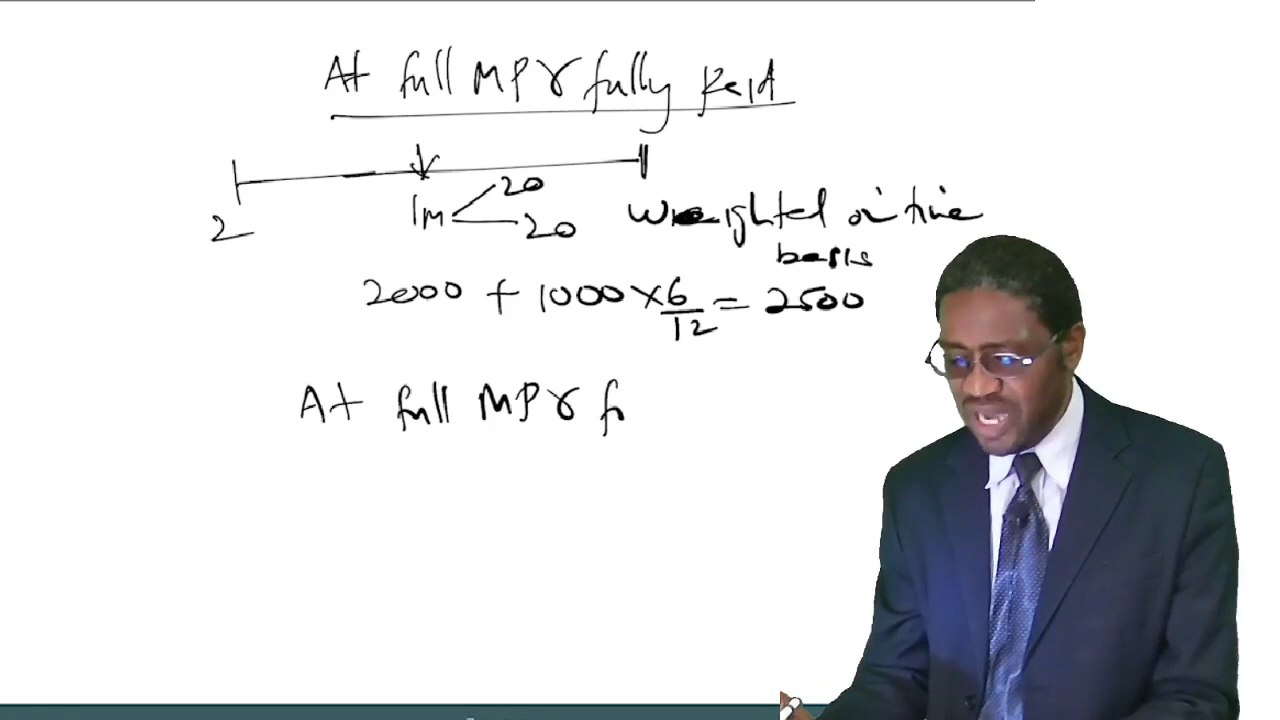 At full MP & fully paid
20
1M
20
2
Weighted on time
basis
2000 + 1000 × 6/12 = 2500
At full MP & f